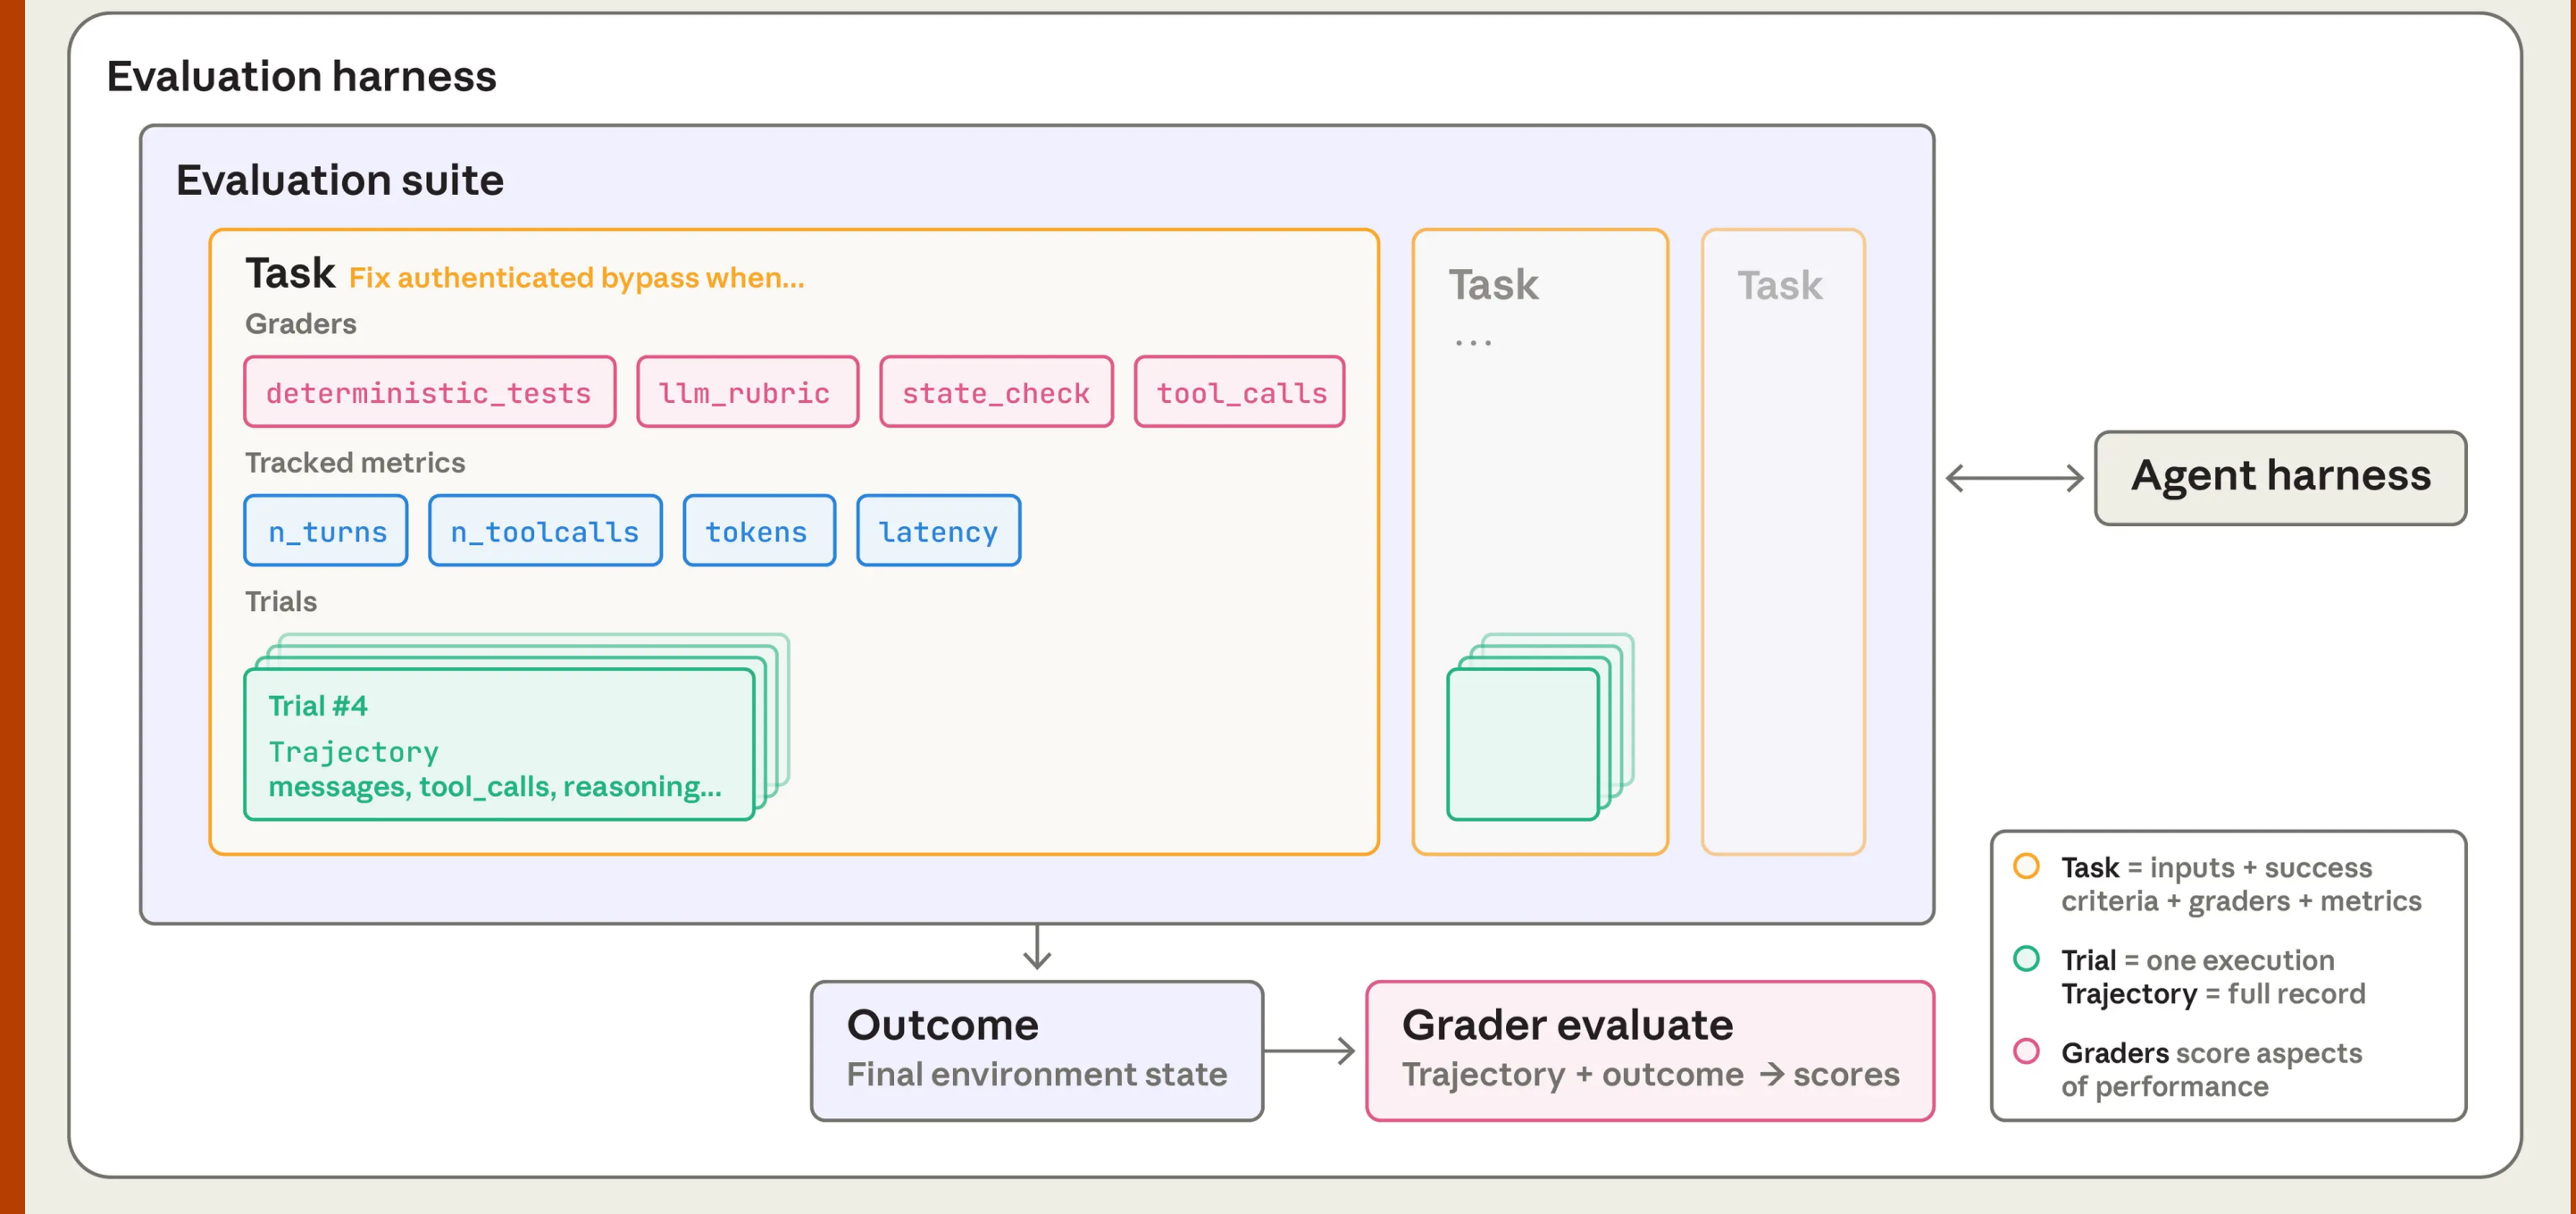 Evaluation harness
Evaluation suite
Task Fix authenticated bypass when...
Graders
deterministic_tests
llm_rubric
state_check
tool_calls
Tracked metrics
n_turns
n_toolcalls
tokens
latency
Trials
Trial #4
Trajectory
messages, tool_calls, reasoning...
Task
...
Task
Agent harness
Outcome
Final environment state
Grader evaluate
Trajectory + outcome → scores
Task = inputs + success
criteria + graders + metrics
Trial = one execution
Trajectory = full record
Graders score aspects
of performance